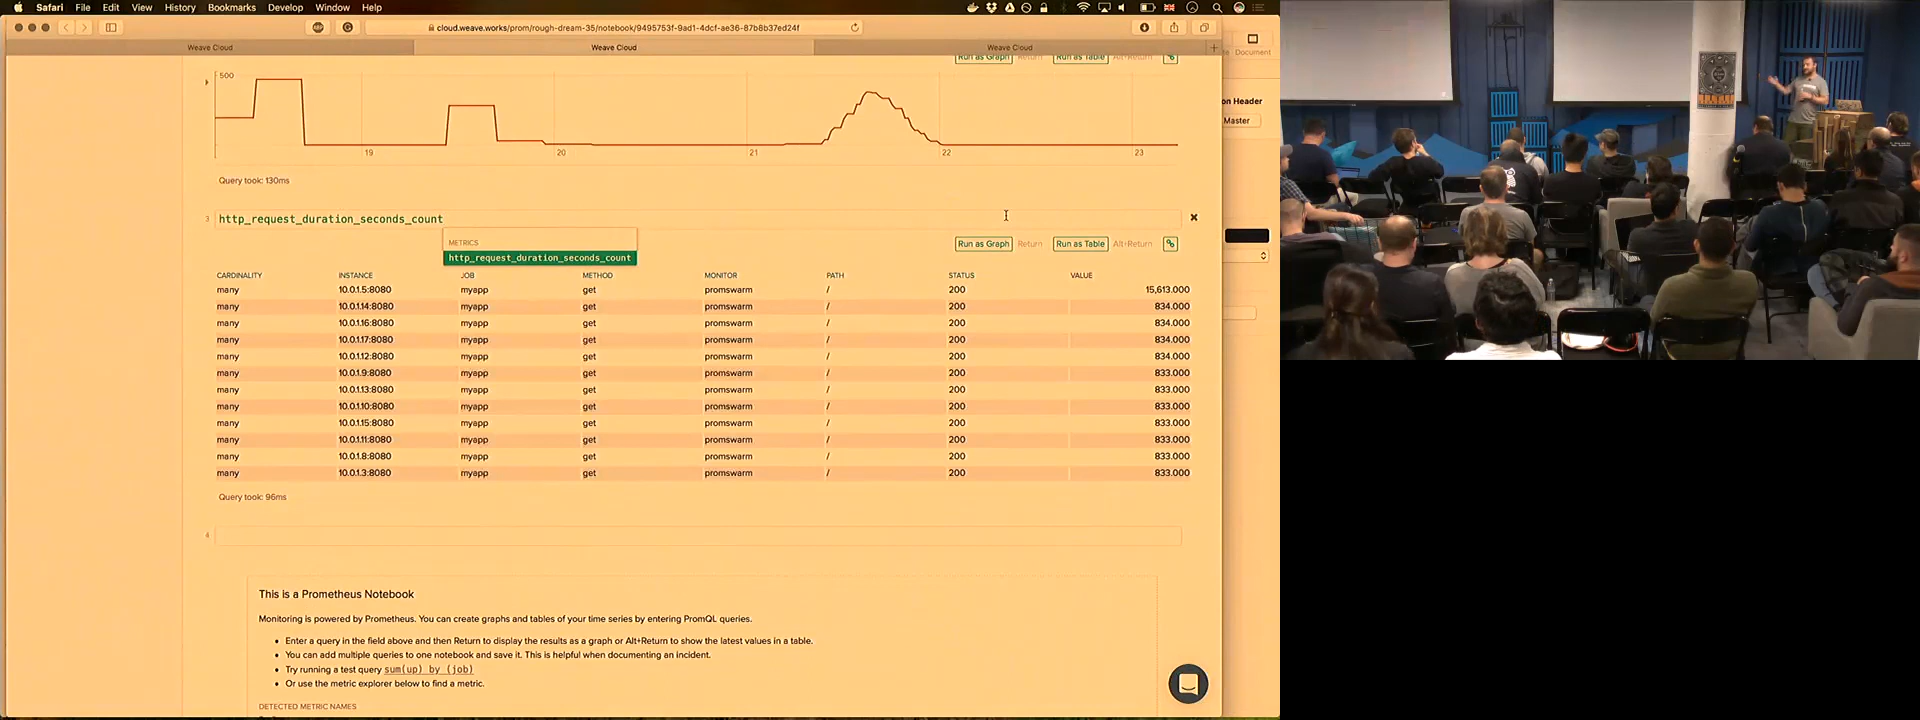 Safari File Edit View History Bookmarks Develop Window Help
cloud.weave.works/prom/rough-dream-35/notebook/9495753f-9ad1-4dcf-ae36-87b8b37ed24f
Weave Cloud Weave Cloud Weave Cloud
Document
Run as Graph Return Run as Table Alt+Return
500
on Header
Master
19 20 21 22 23
Query took: 130ms
3 http_request_duration_seconds_count
METRICS
http_request_duration_seconds_count
Run as Graph Return Run as Table Alt+Return
CARDINALITY INSTANCE JOB METHOD MONITOR PATH STATUS VALUE
many 10.0.1.5:8080 myapp get promswarm / 200 15,613.000
many 10.0.1.14:8080 myapp get promswarm / 200 834.000
many 10.0.1.16:8080 myapp get promswarm / 200 834.000
many 10.0.1.17:8080 myapp get promswarm / 200 834.000
many 10.0.1.12:8080 myapp get promswarm / 200 834.000
many 10.0.1.9:8080 myapp get promswarm / 200 833.000
many 10.0.1.13:8080 myapp get promswarm / 200 833.000
many 10.0.1.10:8080 myapp get promswarm / 200 833.000
many 10.0.1.15:8080 myapp get promswarm / 200 833.000
many 10.0.1.11:8080 myapp get promswarm / 200 833.000
many 10.0.1.8:8080 myapp get promswarm / 200 833.000
many 10.0.1.3:8080 myapp get promswarm / 200 833.000
Query took: 96ms
4
This is a Prometheus Notebook
Monitoring is powered by Prometheus. You can create graphs and tables of your time series by entering PromQL queries.
• Enter a query in the field above and then Return to display the results as a graph or Alt+Return to show the latest values in a table.
• You can add multiple queries to one notebook and save it. This is helpful when documenting an incident.
• Try running a test query sum(up) by (job)
• Or use the metric explorer below to find a metric.
DETECTED METRIC NAMES